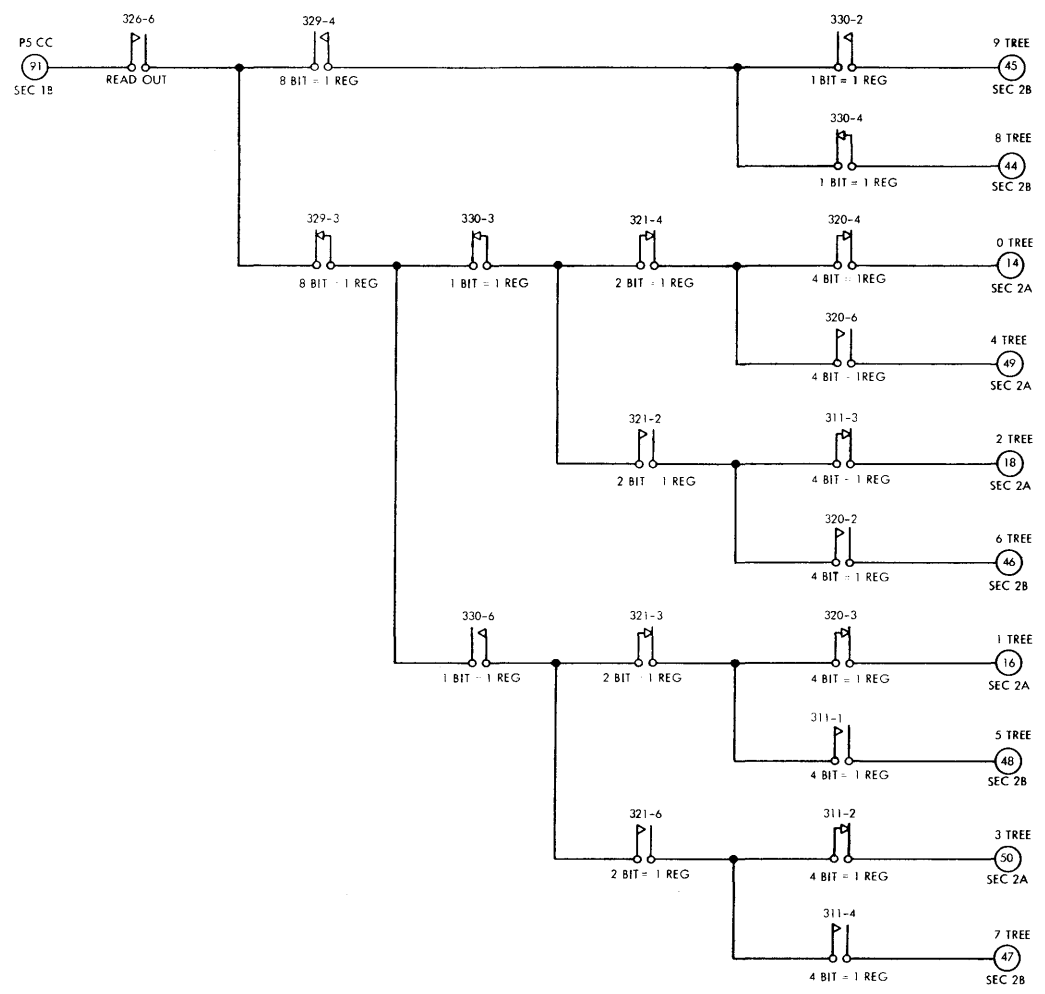 326-6
329-4
330-2
P5 CC
9 TREE
91
45
READ OUT
8 BIT = 1 REG
1 BIT = 1 REG
SEC 1B
SEC 2B
330-4
8 TREE
44
1 BIT = 1 REG
SEC 2B
329-3
330-3
321-4
320-4
0 TREE
14
8 BIT - 1 REG
1 BIT = 1 REG
2 BIT = 1 REG
4 BIT = 1REG
SEC 2A
320-6
4 TREE
49
4 BIT - 1REG
SEC 2A
321-2
311-3
2 TREE
18
2 BIT - 1 REG
4 BIT - 1 REG
SEC 2A
320-2
6 TREE
46
4 BIT = 1 REG
SEC 2B
330-6
321-3
320-3
1 TREE
16
1 BIT - 1 REG
2 BIT - 1 REG
4 BIT = 1 REG
SEC 2A
311-1
5 TREE
48
4 BIT = 1 REG
SEC 2B
321-6
311-2
3 TREE
50
2 BIT = 1 REG
4 BIT = 1 REG
SEC 2A
311-4
7 TREE
47
4 BIT = 1 REG
SEC 2B